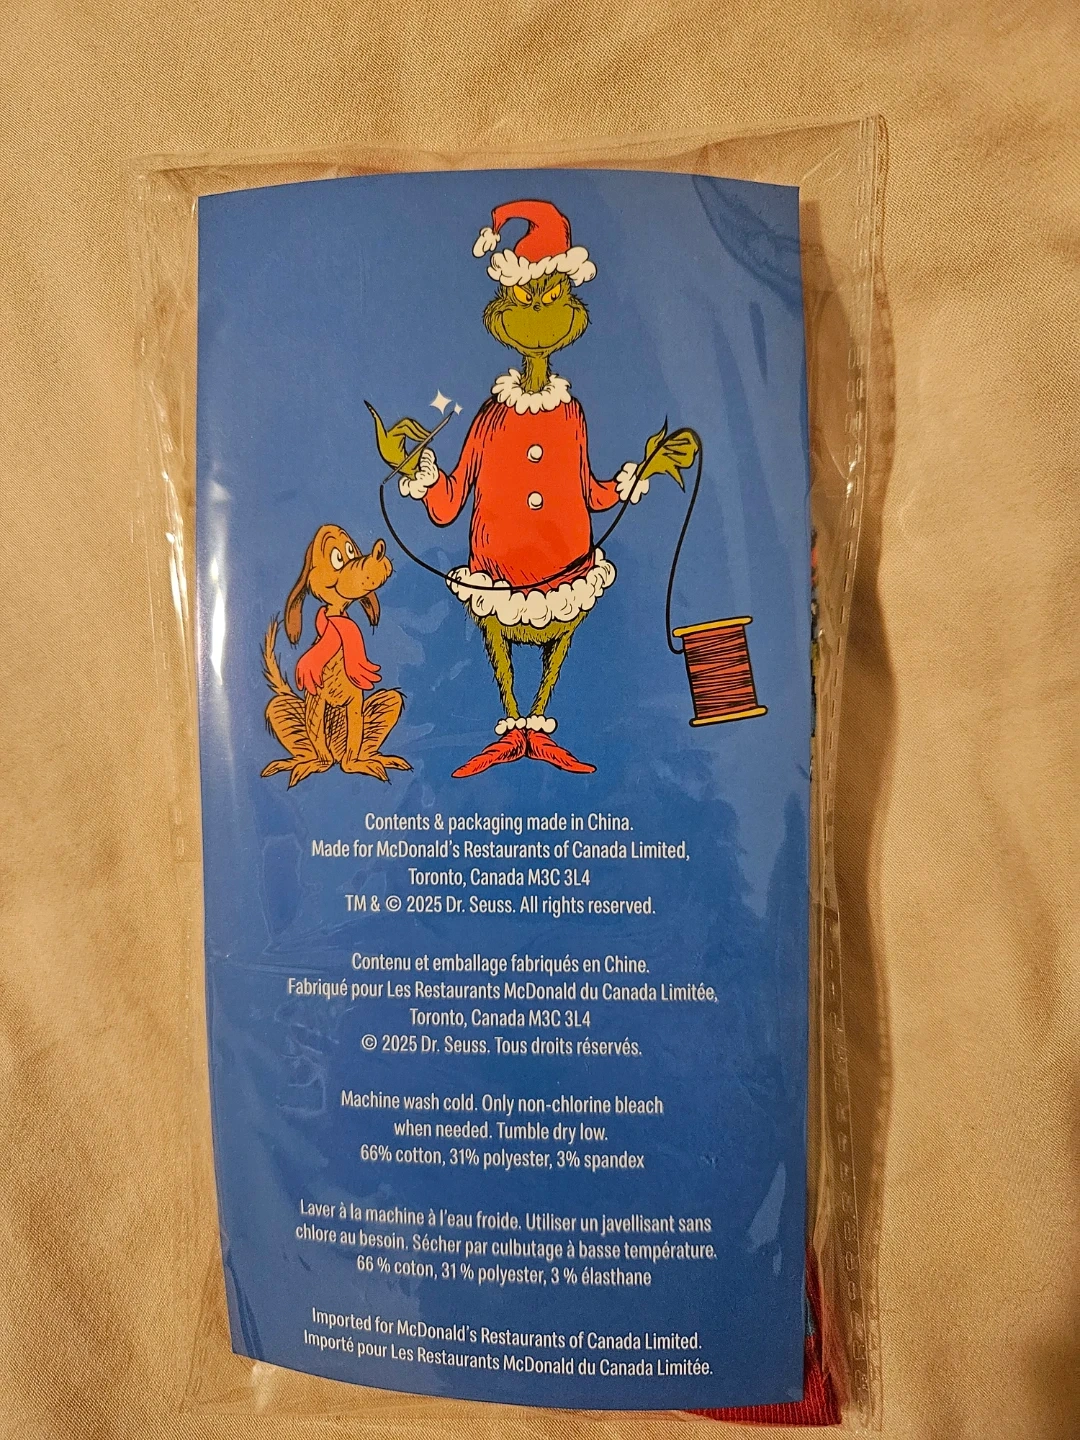 Contents & packaging made in China.
Made for McDonald's Restaurants of Canada Limited,
Toronto, Canada M3C 3L4
TM & © 2025 Dr. Seuss. All rights reserved.
Contenu et emballage fabriqués en Chine.
Fabriqué pour Les Restaurants McDonald du Canada Limitée,
Toronto, Canada M3C 3L4
© 2025 Dr. Seuss. Tous droits réservés.
Machine wash cold. Only non-chlorine bleach
when needed. Tumble dry low.
66% cotton, 31% polyester, 3% spandex
Laver à la machine à l'eau froide. Utiliser un javellisant sans
chlore au besoin. Sécher par culbutage à basse température.
66 % coton, 31 % polyester, 3 % élasthane
Imported for McDonald's Restaurants of Canada Limited.
Importé pour Les Restaurants McDonald du Canada Limitée.